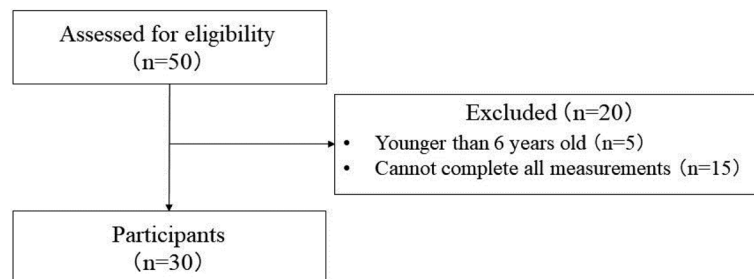 Assessed for eligibility
(n=50)
Excluded (n=20)
• Younger than 6 years old (n=5)
• Cannot complete all measurements (n=15)
Participants
(n=30)